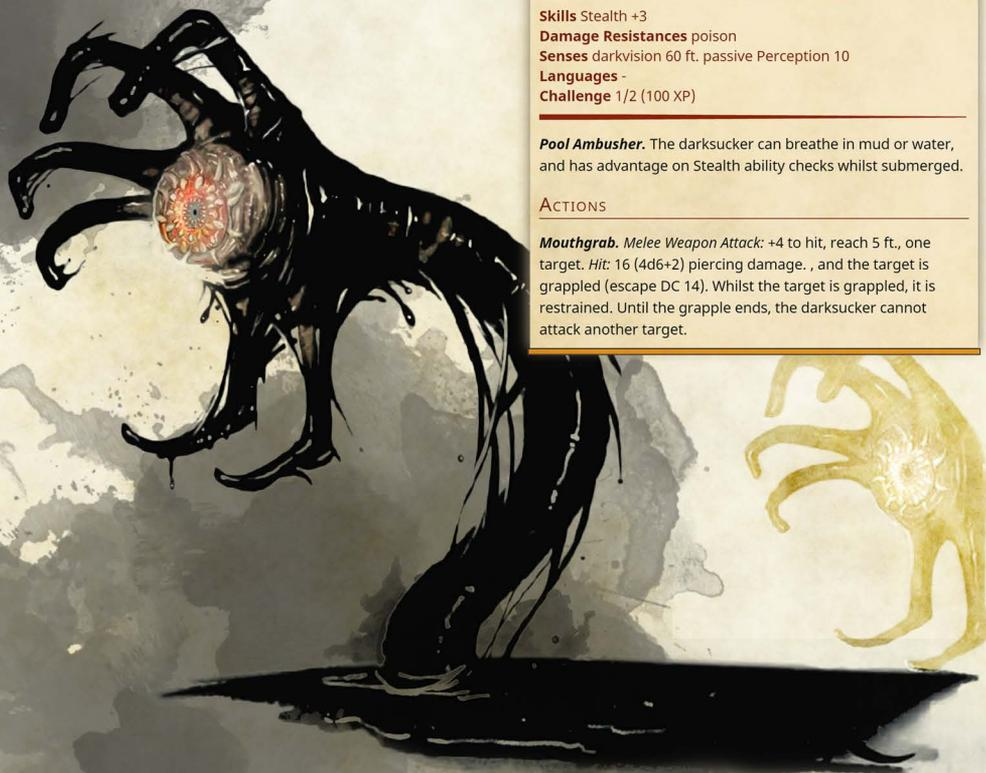 Skills Stealth +3
Damage Resistances poison
Senses darkvision 60 ft. passive Perception 10
Languages -
Challenge 1/2 (100 XP)
Pool Ambusher. The darksucker can breathe in mud or water,
and has advantage on Stealth ability checks whilst submerged.
Actions
Mouthgrab. Melee Weapon Attack: +4 to hit, reach 5 ft., one
target. Hit: 16 (4d6+2) piercing damage. , and the target is
grappled (escape DC 14). Whilst the target is grappled, it is
restrained. Until the grapple ends, the darksucker cannot
attack another target.